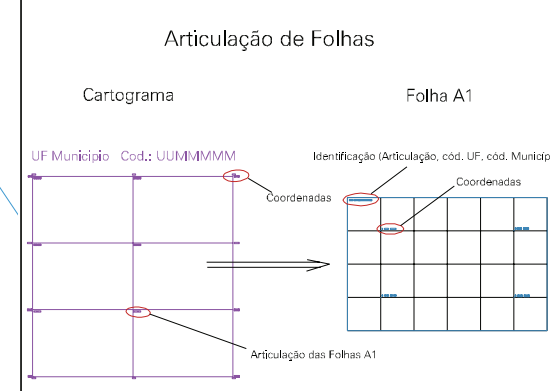 Articulação de Folhas
Cartograma
Folha A1
UF Municipio Cod.: UUMMMMM
Identificação (Articulação, cód. UF, cód. Municíp
Coordenadas
Coordenadas
Articulação das Folhas A1